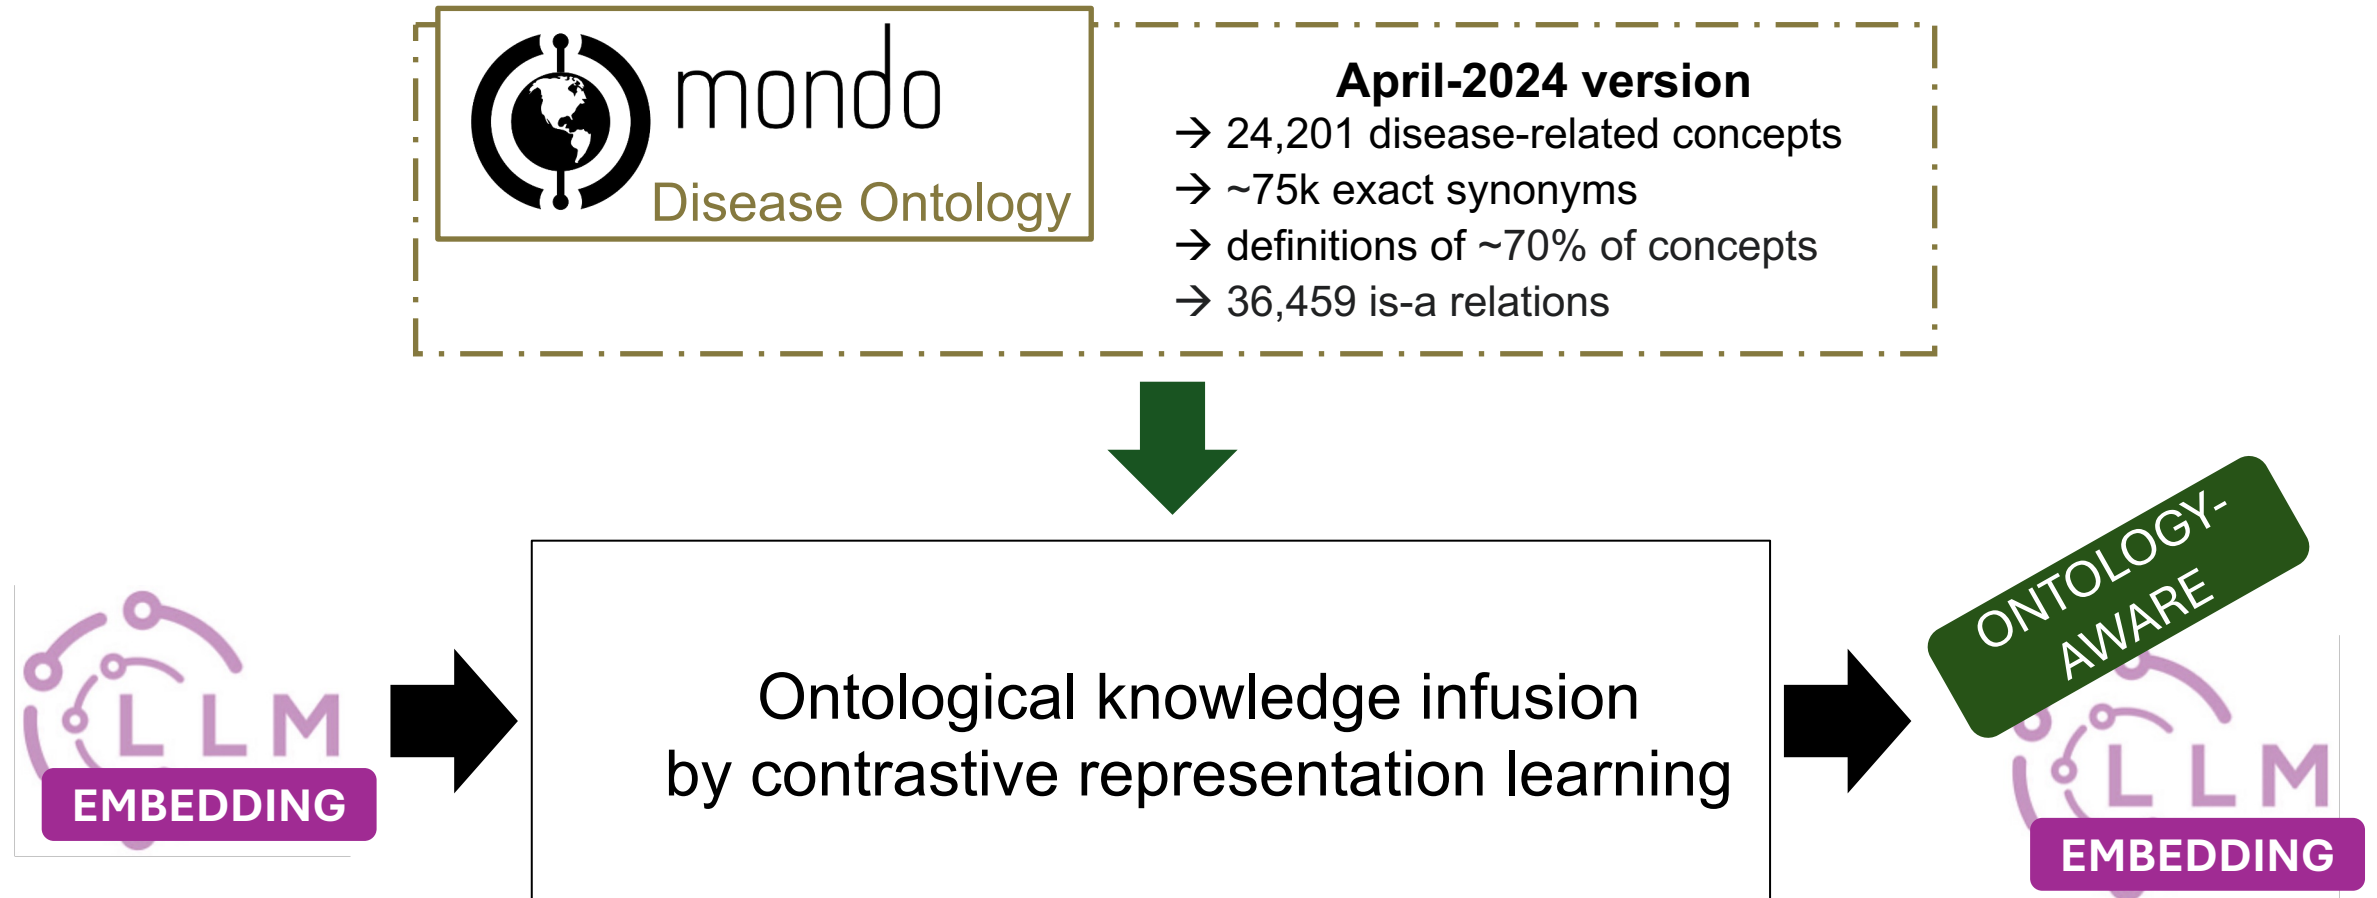 mondo
Disease Ontology
April-2024 version
→ 24,201 disease-related concepts
→ ~75k exact synonyms
→ definitions of ~70% of concepts
→ 36,459 is-a relations
LLM
EMBEDDING
Ontological knowledge infusion
by contrastive representation learning
ONTOLOGY-
AWARE
LLM
EMBEDDING